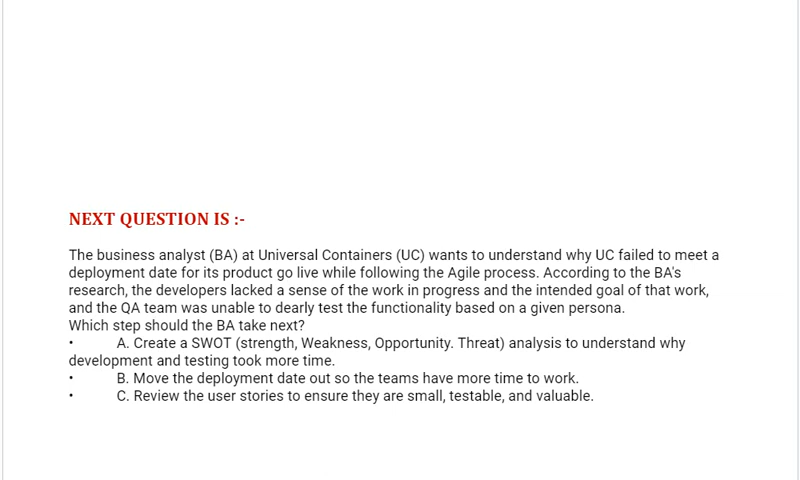 NEXT QUESTION IS :-
The business analyst (BA) at Universal Containers (UC) wants to understand why UC failed to meet a
deployment date for its product go live while following the Agile process. According to the BA's
research, the developers lacked a sense of the work in progress and the intended goal of that work,
and the QA team was unable to dearly test the functionality based on a given persona.
Which step should the BA take next?
• A. Create a SWOT (strength, Weakness, Opportunity. Threat) analysis to understand why
development and testing took more time.
• B. Move the deployment date out so the teams have more time to work.
• C. Review the user stories to ensure they are small, testable, and valuable.